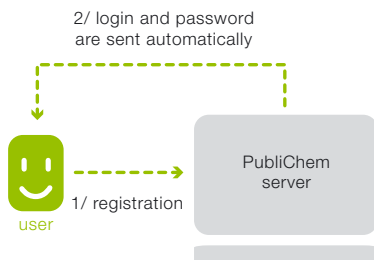 2/ login and password
are sent automatically
PubliChem
server
1/ registration
user